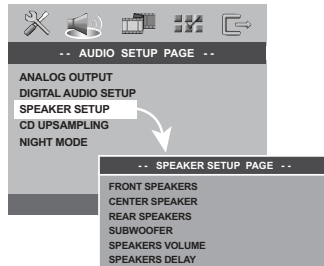 -- AUDIO SETUP PAGE --
ANALOG OUTPUT
DIGITAL AUDIO SETUP
SPEAKER SETUP
CD UPSAMPLING
NIGHT MODE
-- SPEAKER SETUP PAGE --
FRONT SPEAKERS
CENTER SPEAKER
REAR SPEAKERS
SUBWOOFER
SPEAKERS VOLUME
SPEAKERS DELAY